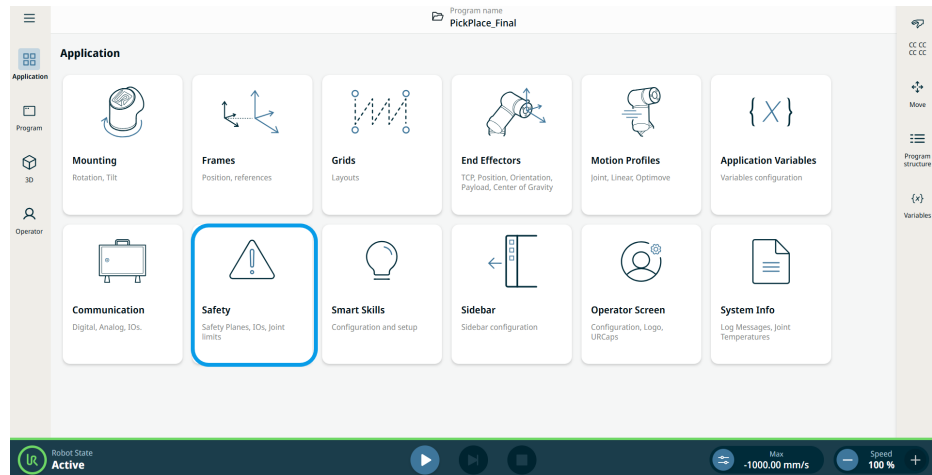 Program name
PickPlace_Final
Application
Application
Program
3D
Operator
CC CC
CC CC
Move
Program
structure
{x}
Variables
Mounting
Rotation, Tilt
Frames
Position, references
Grids
Layouts
End Effectors
TCP, Position, Orientation,
Payload, Center of Gravity
Motion Profiles
Joint, Linear, Optimove
{X}
Application Variables
Variables configuration
Communication
Digital, Analog, IOs.
Safety
Safety Planes, IOs, Joint
limits
Smart Skills
Configuration and setup
Sidebar
Sidebar configuration
Operator Screen
Configuration, Logo,
URCaps
System Info
Log Messages, Joint
Temperatures
UR
Robot State
Active
Max
-1000.00 mm/s
Speed
100 %